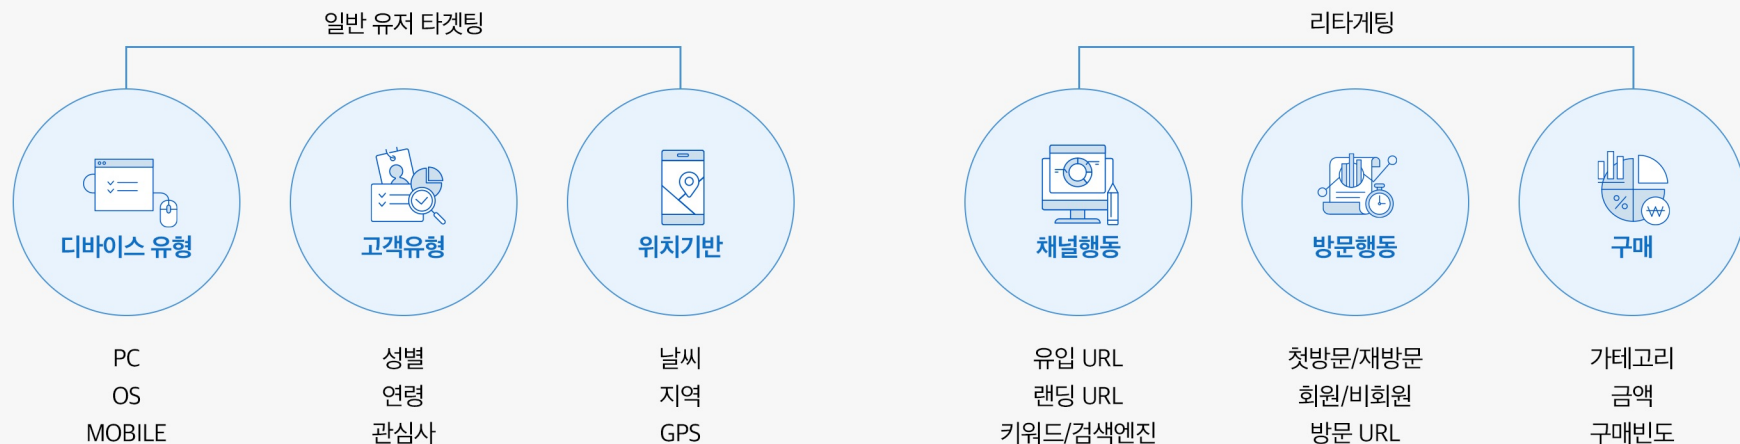 일반 유저 타겟팅
디바이스 유형
PC
OS
MOBILE
고객유형
성별
연령
관심사
위치기반
날씨
지역
GPS
리타게팅
채널행동
유입 URL
랜딩 URL
키워드/검색엔진
방문행동
첫방문/재방문
회원/비회원
방문 URL
구매
%
₩
가테고리
금액
구매빈도